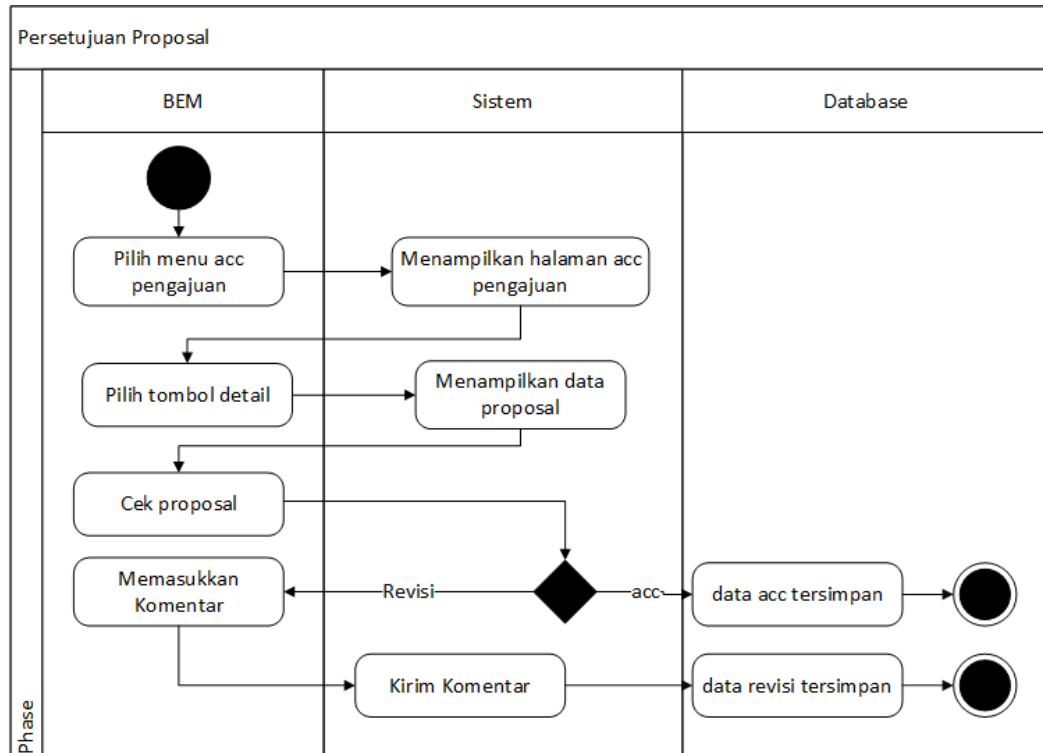 Persetujuan Proposal
BEM
Sistem
Database
Pilih menu acc
pengajuan
Menampilkan halaman acc
pengajuan
Pilih tombol detail
Menampilkan data
proposal
Cek proposal
Memasukkan
Komentar
Revisi
acc
data acc tersimpan
Kirim Komentar
data revisi tersimpan
Phase